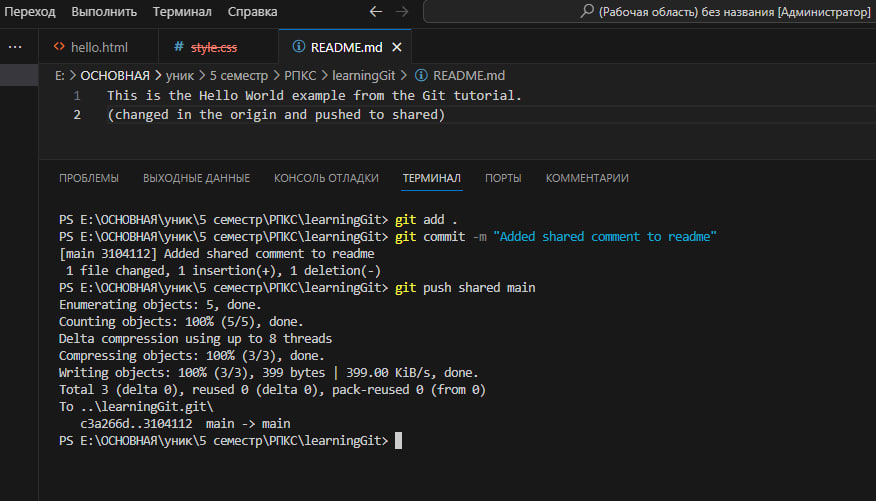 Переход Выполнить Терминал Справка ← → (Рабочая область) без названия [Администратор]
··· <> hello.html # style.css README.md ×
E: > ОСНОВНАЯ > уник > 5 семестр > РПКС > learningGit > README.md
1 This is the Hello World example from the Git tutorial.
2 (changed in the origin and pushed to shared)
ПРОБЛЕМЫ ВЫХОДНЫЕ ДАННЫЕ КОНСОЛЬ ОТЛАДКИ ТЕРМИНАЛ ПОРТЫ КОММЕНТАРИИ
PS E:\ОСНОВНАЯ\уник\5 семестр\РПКС\learningGit> git add .
PS E:\ОСНОВНАЯ\уник\5 семестр\РПКС\learningGit> git commit -m "Added shared comment to readme"
[main 3104112] Added shared comment to readme
1 file changed, 1 insertion(+), 1 deletion(-)
PS E:\ОСНОВНАЯ\уник\5 семестр\РПКС\learningGit> git push shared main
Enumerating objects: 5, done.
Counting objects: 100% (5/5), done.
Delta compression using up to 8 threads
Compressing objects: 100% (3/3), done.
Writing objects: 100% (3/3), 399 bytes | 399.00 KiB/s, done.
Total 3 (delta 0), reused 0 (delta 0), pack-reused 0 (from 0)
To ..\learningGit.git\
c3a266d..3104112 main -> main
PS E:\ОСНОВНАЯ\уник\5 семестр\РПКС\learningGit>